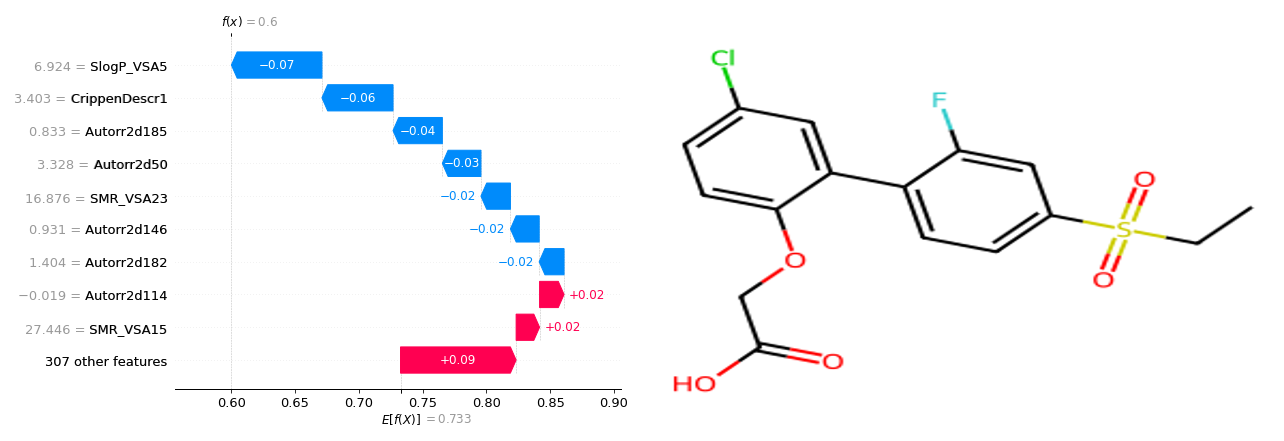 f(x) = 0.6
6.924 = SlogP_VSA5
−0.07
3.403 = CrippenDescr1
−0.06
0.833 = Autorr2d185
−0.04
3.328 = Autorr2d50
−0.03
16.876 = SMR_VSA23
−0.02
0.931 = Autorr2d146
−0.02
1.404 = Autorr2d182
−0.02
−0.019 = Autorr2d114
+0.02
27.446 = SMR_VSA15
+0.02
307 other features
+0.09
0.60 0.65 0.70 0.75 0.80 0.85 0.90
E[f(X)] = 0.733
Cl
F
O
S
O
O
O
HO